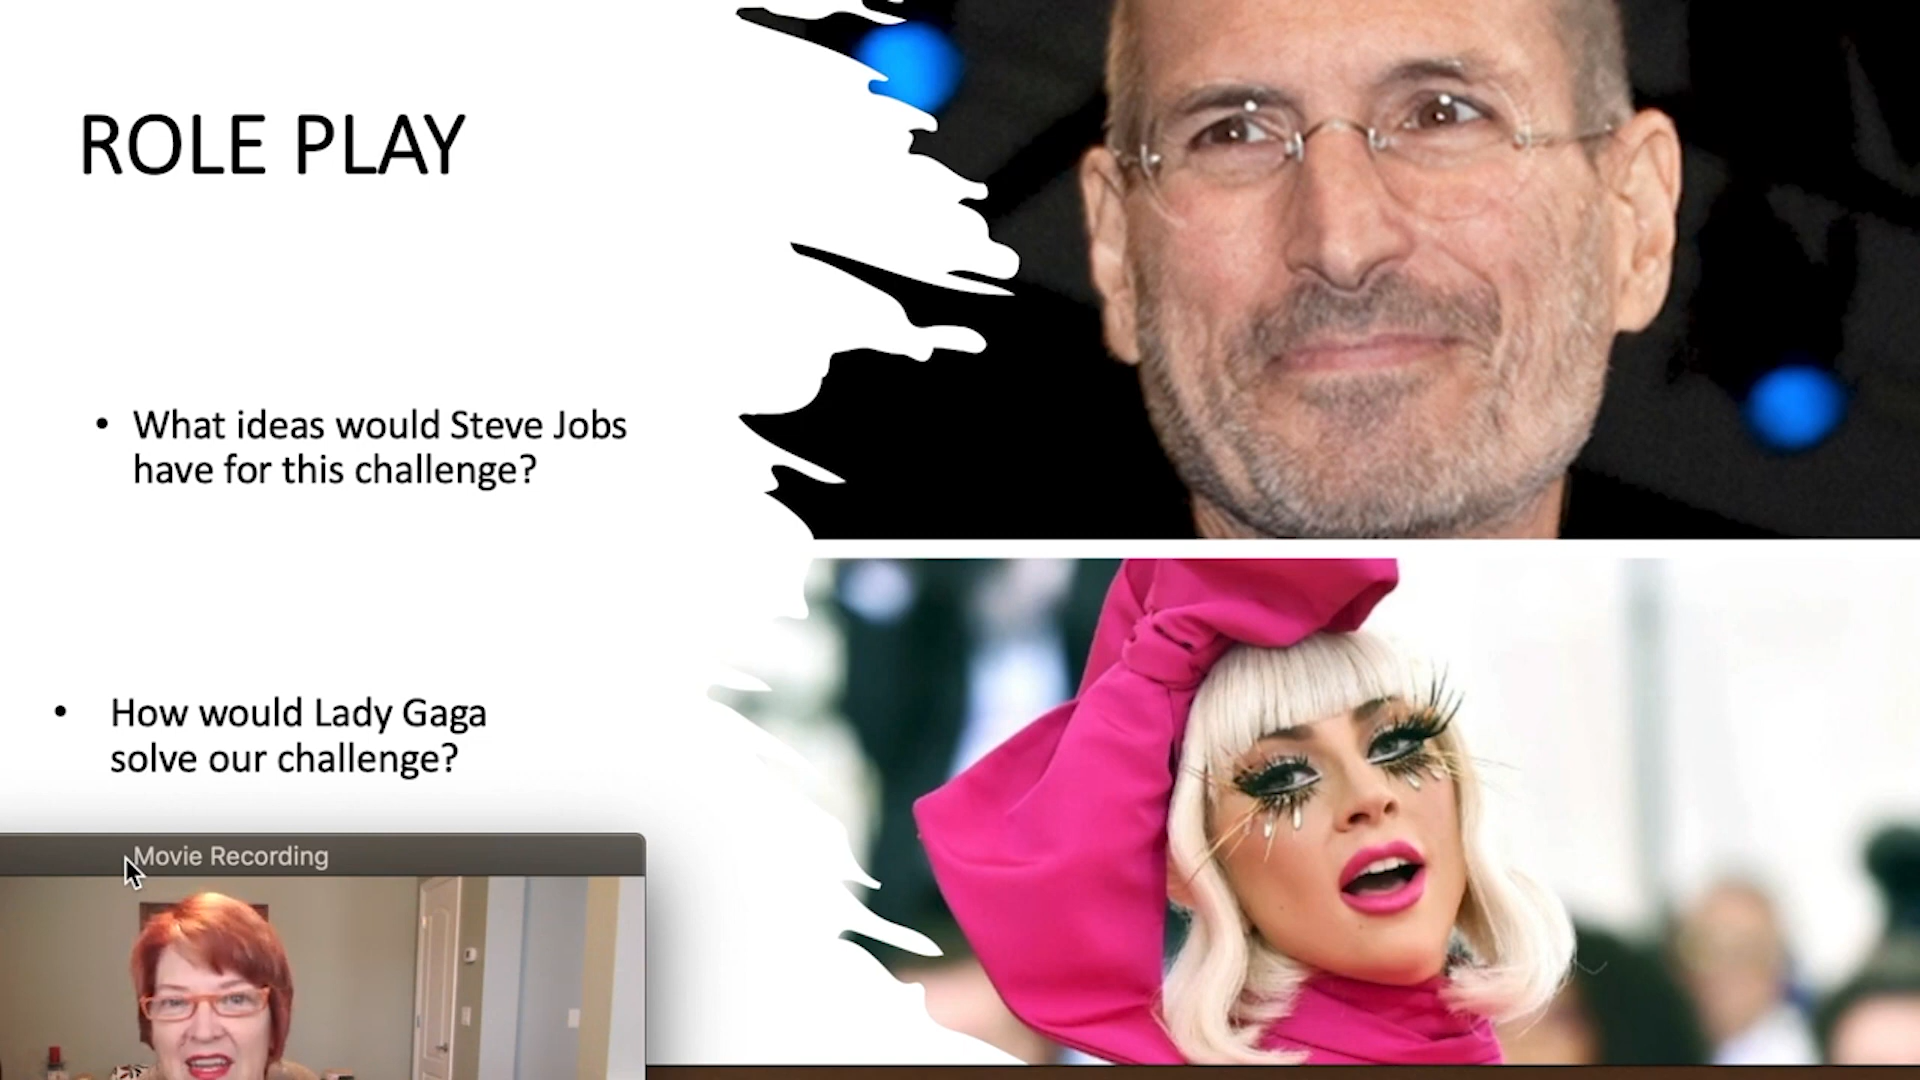 ROLE PLAY
• What ideas would Steve Jobs
have for this challenge?
• How would Lady Gaga
solve our challenge?
Movie Recording